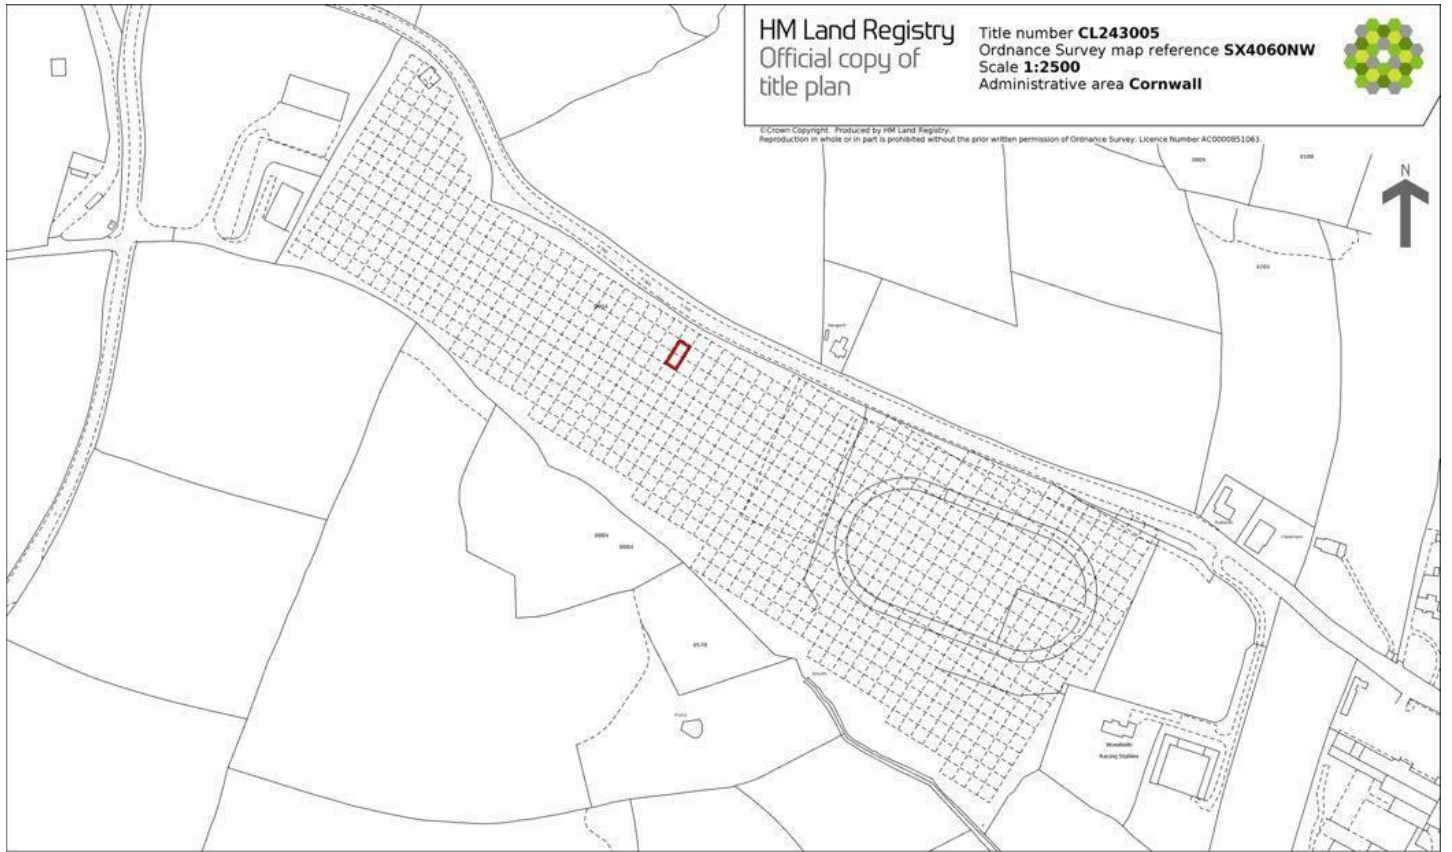 HM Land Registry
Official copy of
title plan
Title number CL243005
Ordnance Survey map reference SX4060NW
Scale 1:2500
Administrative area Cornwall
©Crown Copyright. Produced by HM Land Registry.
Reproduction in whole or in part is prohibited without the prior written permission of Ordnance Survey. Licence Number AC0000851063.
N
Pond
Woodside
Racing Stables